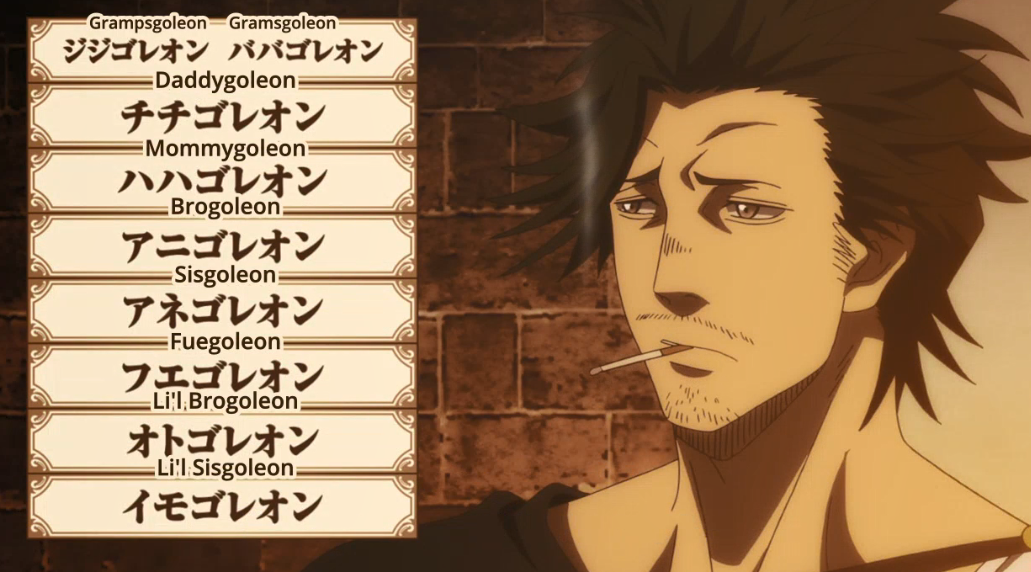 Grampsgoleon Gramsgoleon
ジジゴレオン ババゴレオン
Daddygoleon
チチゴレオン
Mommygoleon
ハハゴレオン
Brogoleon
アニゴレオン
Sisgoleon
アネゴレオン
Fuegoleon
フエゴレオン
Li'l Brogoleon
オトゴレオン
Li'l Sisgoleon
イモゴレオン